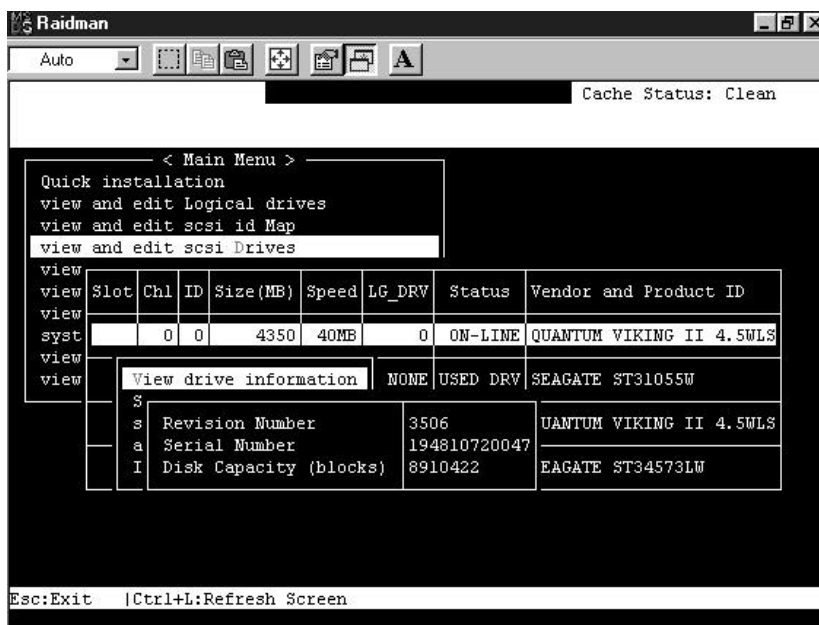 Raidman
Auto
A
Cache Status: Clean
< Main Menu >
Quick installation
view and edit Logical drives
view and edit scsi id Map
view and edit scsi Drives
view
view
view
syst
view
view
Slot Chl ID Size(MB) Speed LG_DRV Status Vendor and Product ID
0 0 4350 40MB 0 ON-LINE QUANTUM VIKING II 4.5WLS
NONE USED DRV SEAGATE ST31055W
UANTUM VIKING II 4.5WLS
EAGATE ST34573LW
View drive information
S
s
a
I
Revision Number 3506
Serial Number 194810720047
Disk Capacity (blocks) 8910422
Esc:Exit |Ctrl+L:Refresh Screen